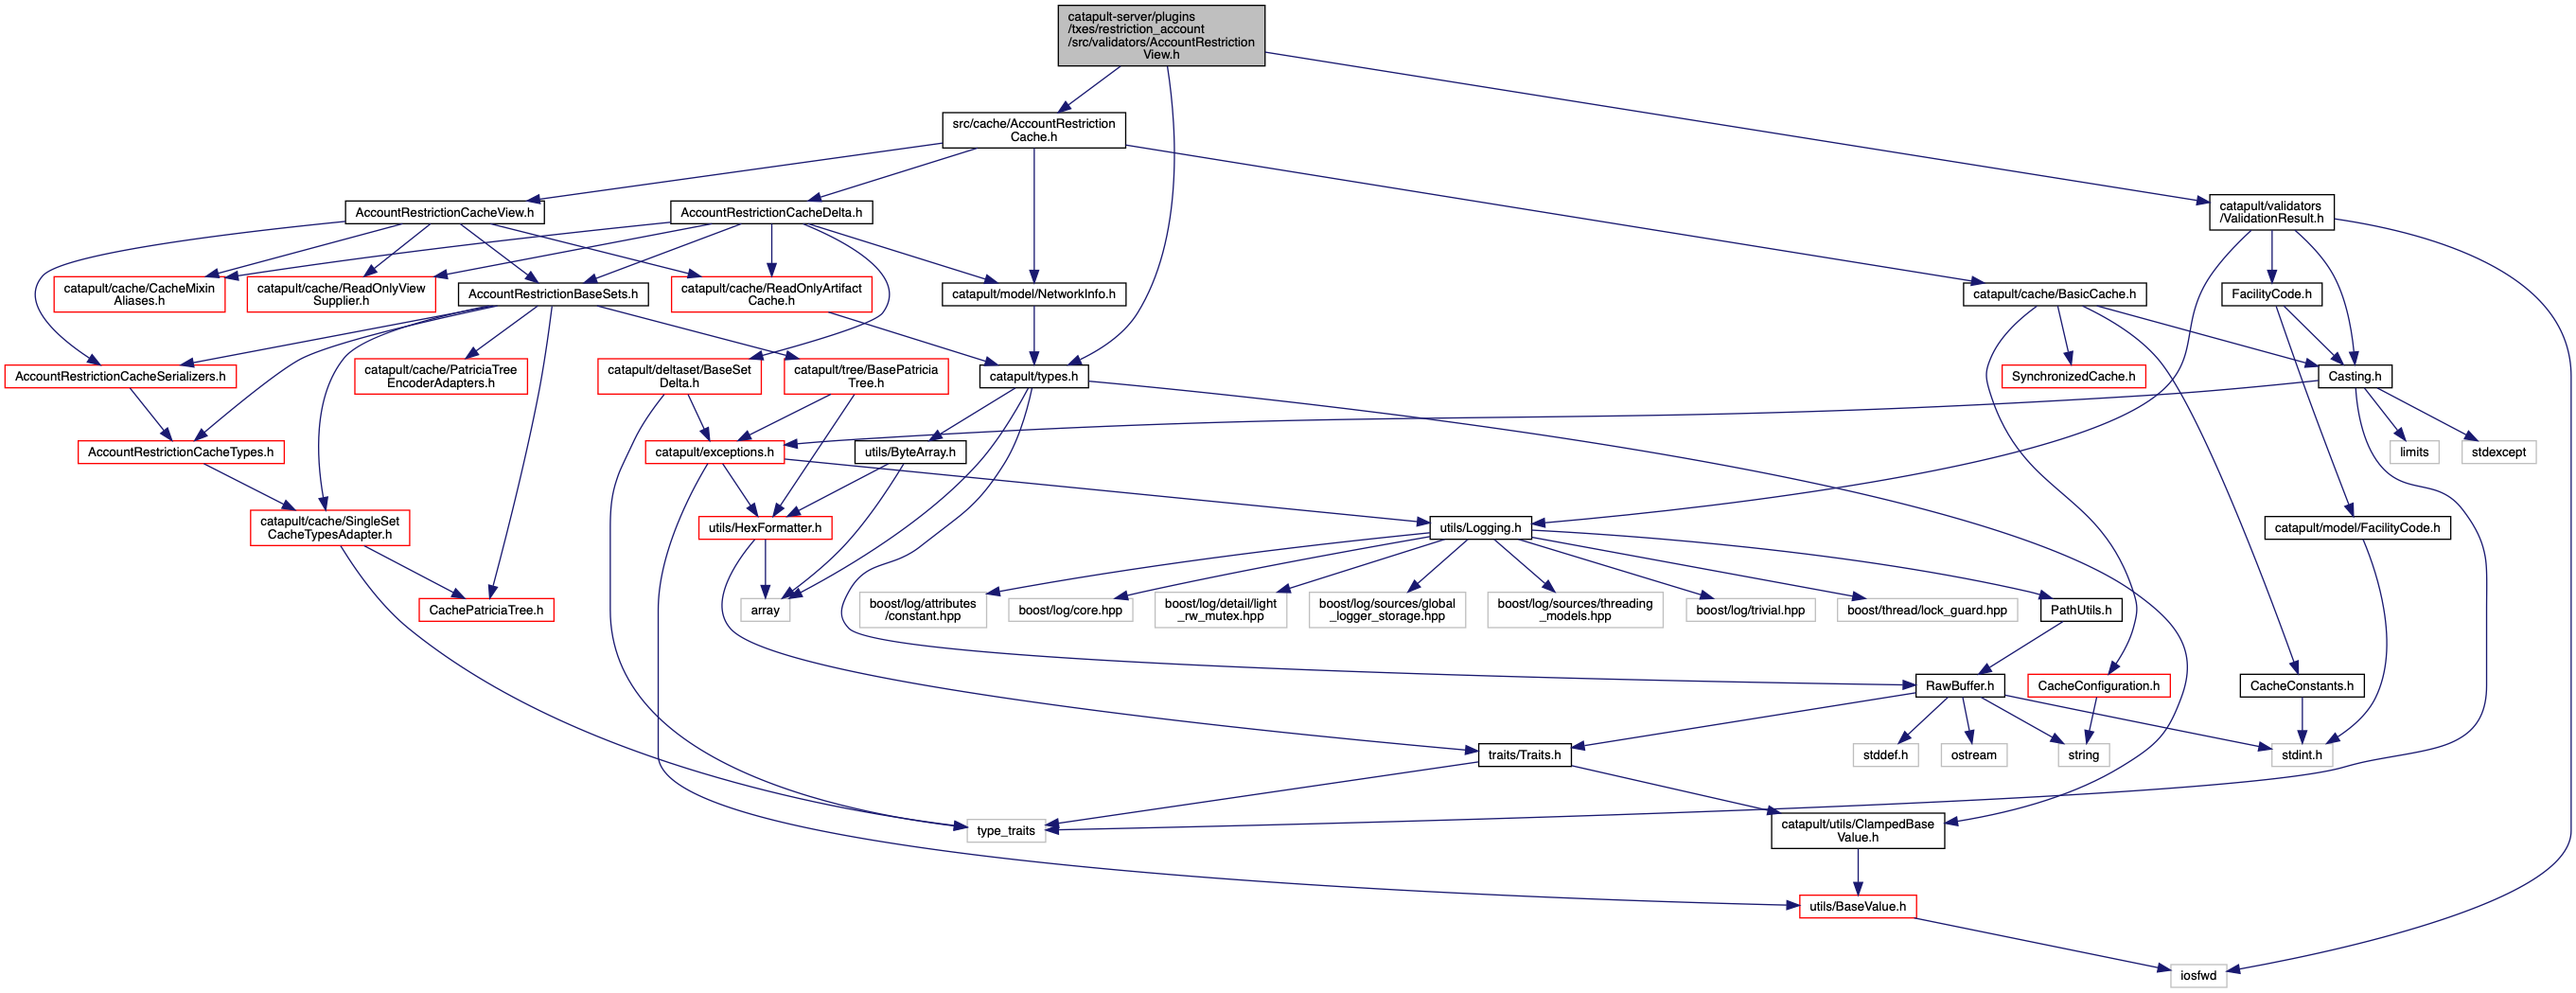 catapult-server/plugins
/txes/restriction_account
/src/validators/AccountRestriction
View.h
src/cache/AccountRestriction
Cache.h
AccountRestrictionCacheView.h
AccountRestrictionCacheDelta.h
catapult/validators
/ValidationResult.h
catapult/cache/CacheMixin
Aliases.h
catapult/cache/ReadOnlyView
Supplier.h
AccountRestrictionBaseSets.h
catapult/cache/ReadOnlyArtifact
Cache.h
catapult/model/NetworkInfo.h
catapult/cache/BasicCache.h
FacilityCode.h
AccountRestrictionCacheSerializers.h
catapult/cache/PatriciaTree
EncoderAdapters.h
catapult/deltaset/BaseSet
Delta.h
catapult/tree/BasePatricia
Tree.h
catapult/types.h
SynchronizedCache.h
Casting.h
AccountRestrictionCacheTypes.h
catapult/exceptions.h
utils/ByteArray.h
limits
stdexcept
catapult/cache/SingleSet
CacheTypesAdapter.h
utils/HexFormatter.h
utils/Logging.h
catapult/model/FacilityCode.h
CachePatriciaTree.h
array
boost/log/attributes
/constant.hpp
boost/log/core.hpp
boost/log/detail/light
_rw_mutex.hpp
boost/log/sources/global
_logger_storage.hpp
boost/log/sources/threading
_models.hpp
boost/log/trivial.hpp
boost/thread/lock_guard.hpp
PathUtils.h
RawBuffer.h
CacheConfiguration.h
CacheConstants.h
traits/Traits.h
stddef.h
ostream
string
stdint.h
type_traits
catapult/utils/ClampedBase
Value.h
utils/BaseValue.h
iosfwd